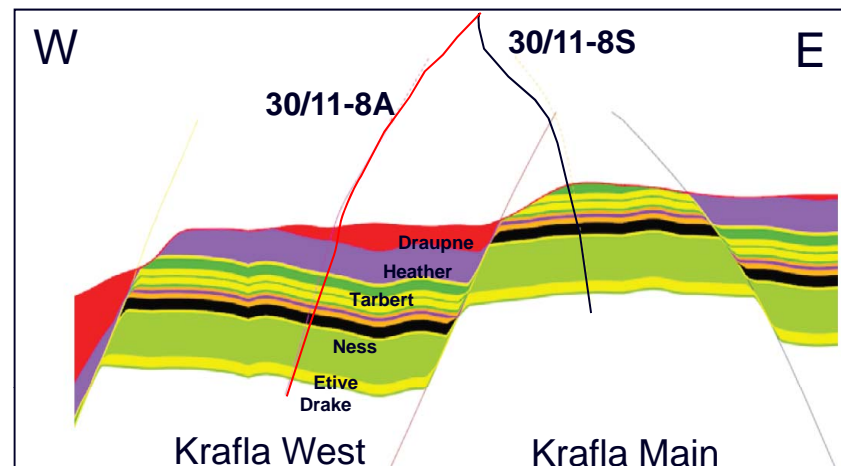 W
30/11-8S
E
30/11-8A
Draupne
Heather
Tarbert
Ness
Etive
Drake
Krafla West
Krafla Main